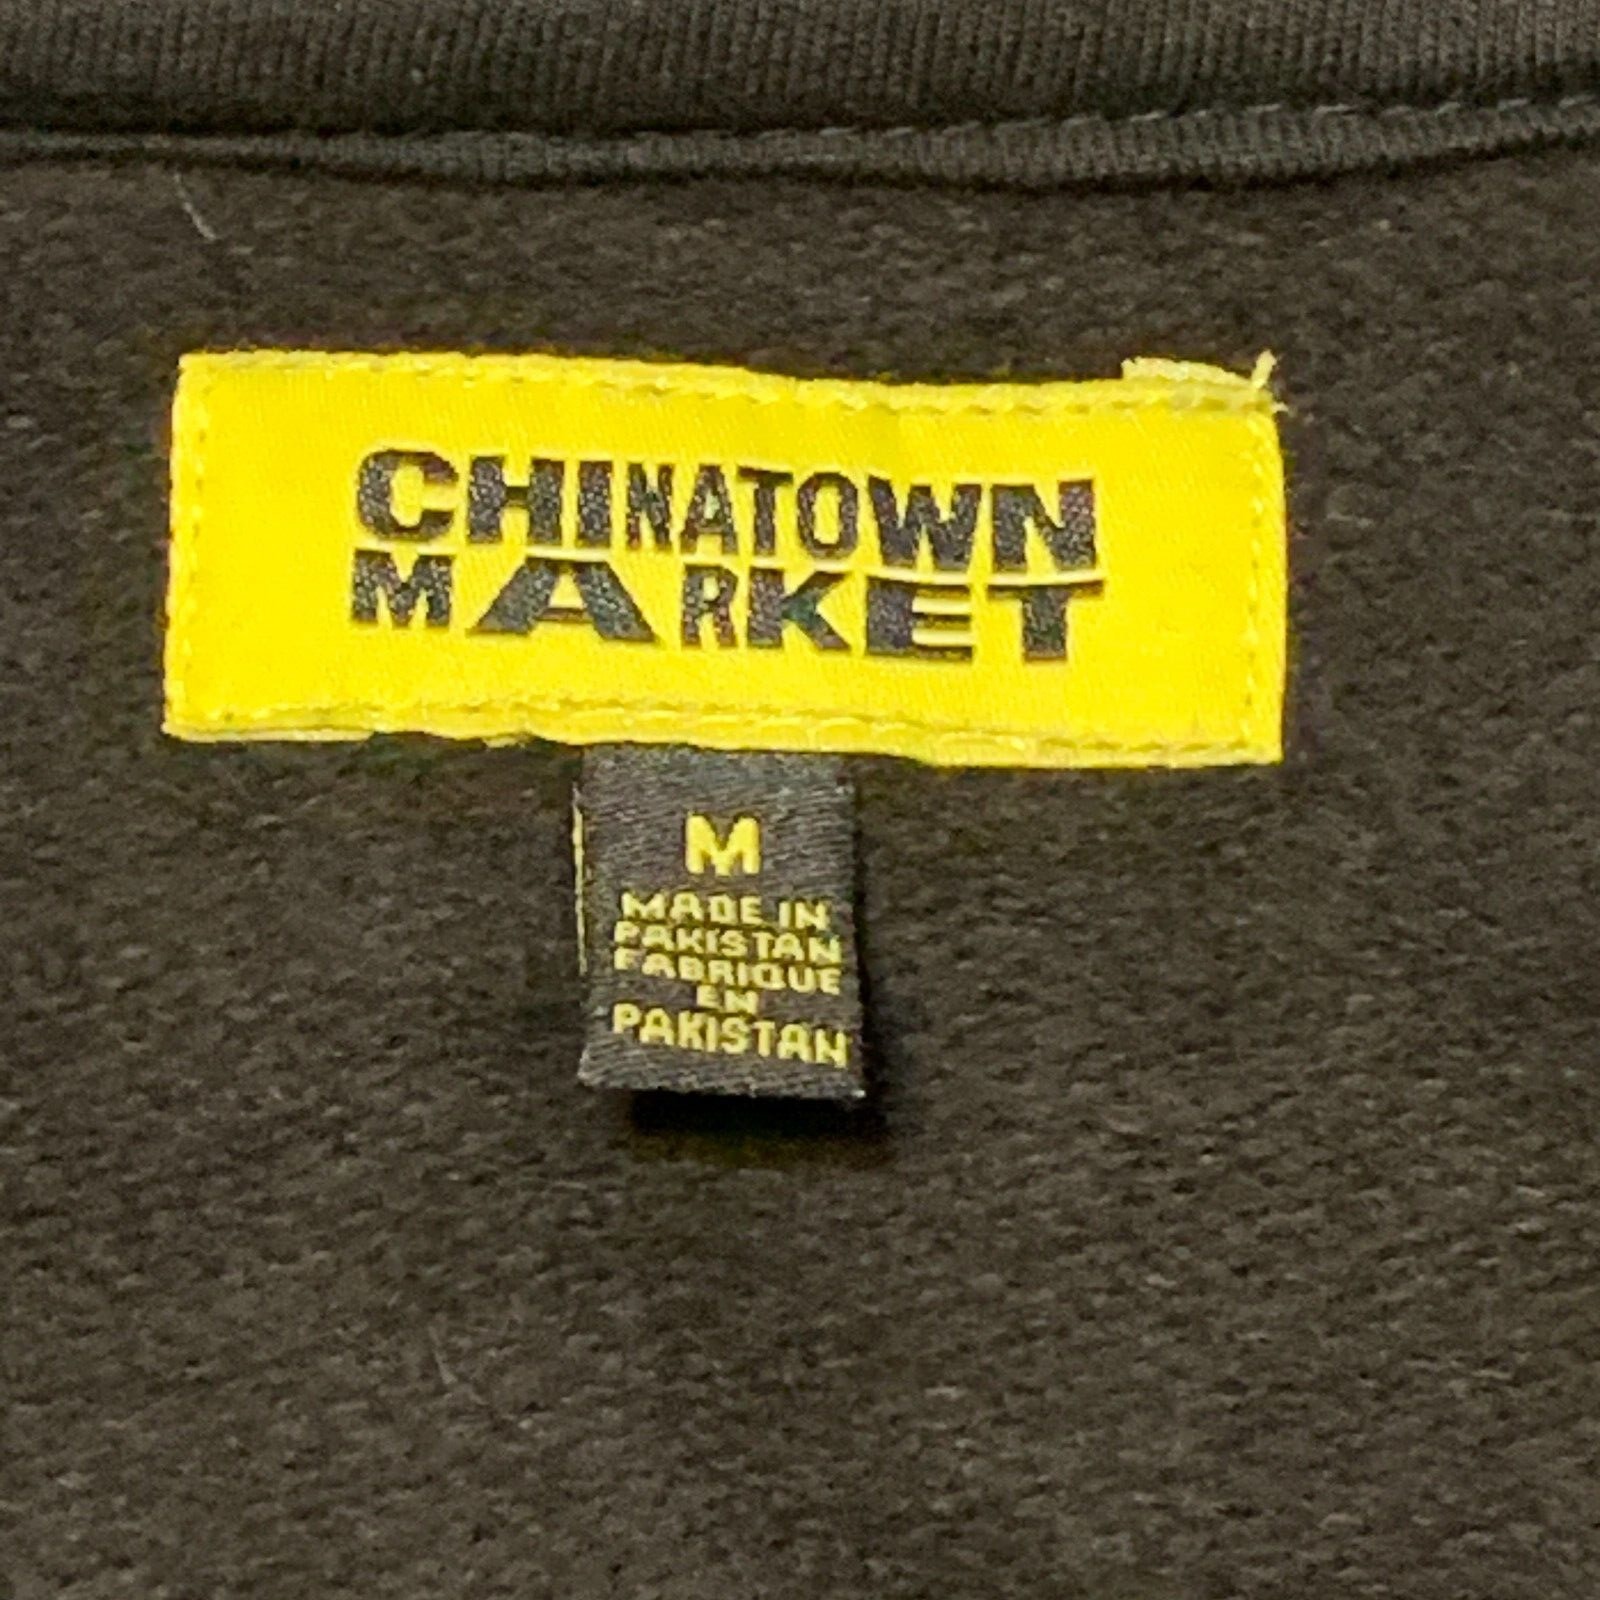 CHINATOWN
MARKET
M
MADE IN
PAKISTAN
FABRIQUE
EN
PAKISTAN